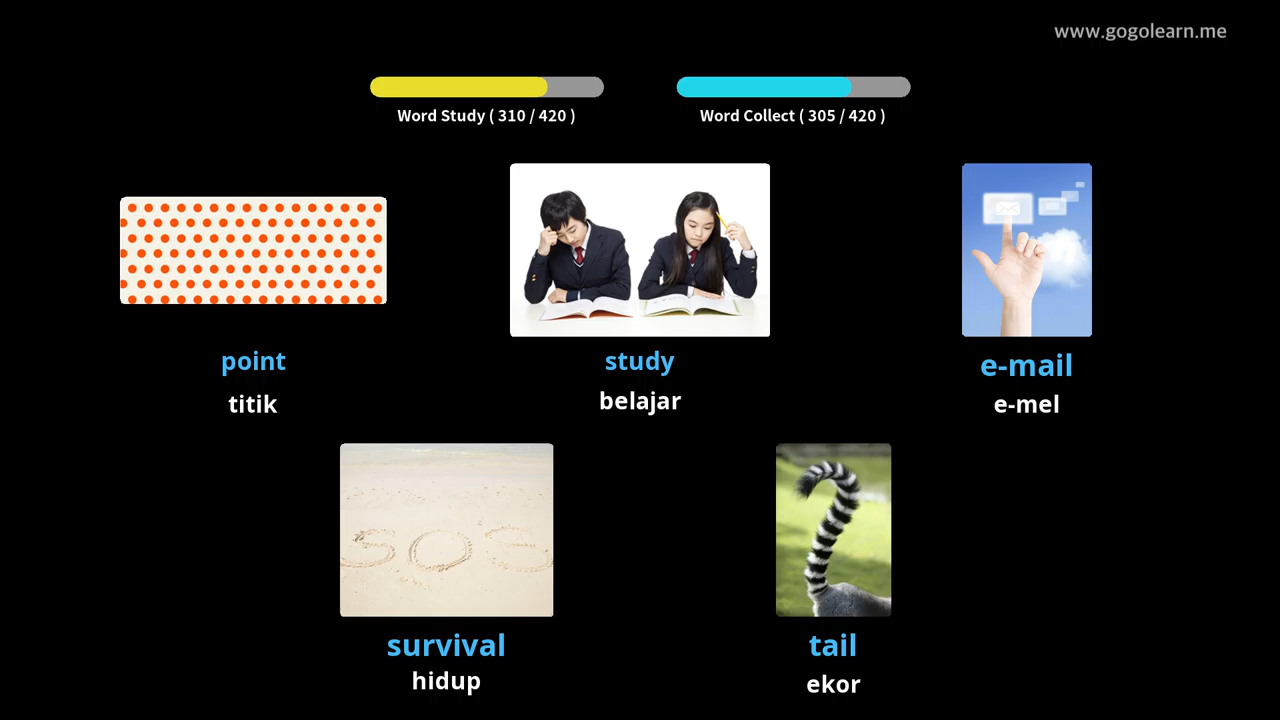 www.gogolearn.me
Word Study ( 310 / 420 )
Word Collect ( 305 / 420 )
point
titik
study
belajar
e-mail
e-mel
SOS
survival
hidup
tail
ekor